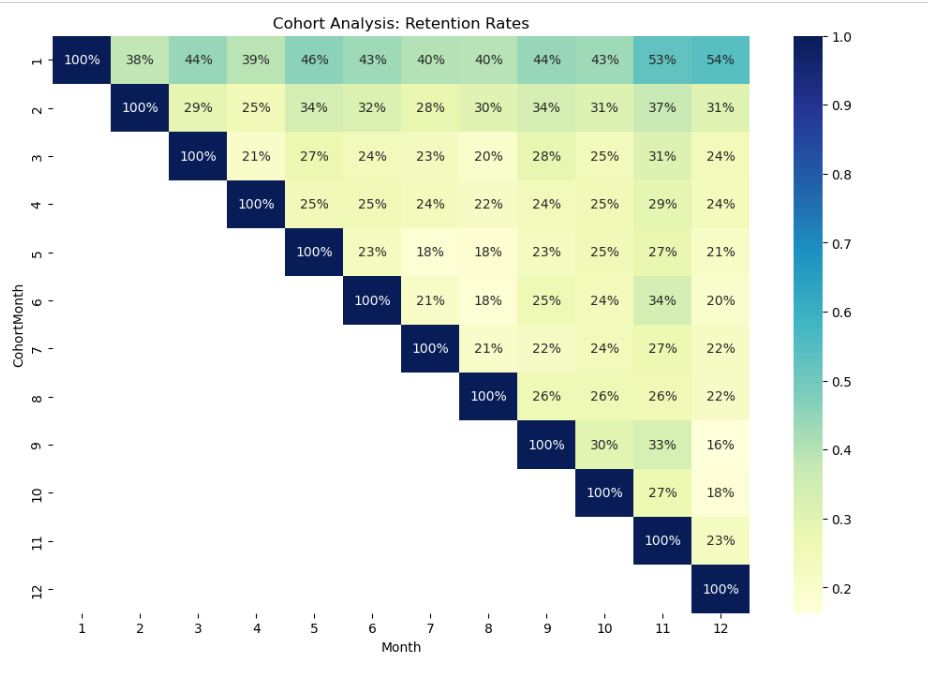 Cohort Analysis: Retention Rates
1 100% 38% 44% 39% 46% 43% 40% 40% 44% 43% 53% 54%
2 100% 29% 25% 34% 32% 28% 30% 34% 31% 37% 31%
3 100% 21% 27% 24% 23% 20% 28% 25% 31% 24%
4 100% 25% 25% 24% 22% 24% 25% 29% 24%
5 100% 23% 18% 18% 23% 25% 27% 21%
6 100% 21% 18% 25% 24% 34% 20%
7 100% 21% 22% 24% 27% 22%
8 100% 26% 26% 26% 22%
9 100% 30% 33% 16%
10 100% 27% 18%
11 100% 23%
12 100%
CohortMonth
1 2 3 4 5 6 7 8 9 10 11 12
Month
1.0
0.9
0.8
0.7
0.6
0.5
0.4
0.3
0.2